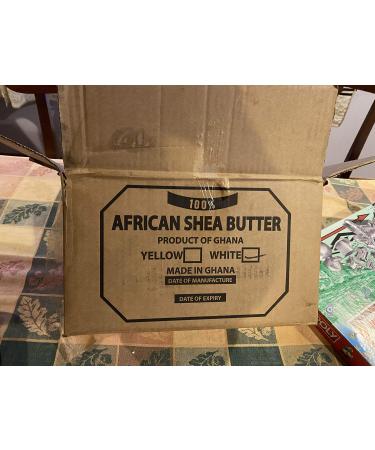 100%
AFRICAN SHEA BUTTER
PRODUCT OF GHANA
YELLOW WHITE
MADE IN GHANA
DATE OF MANUFACTURE
DATE OF EXPIRY